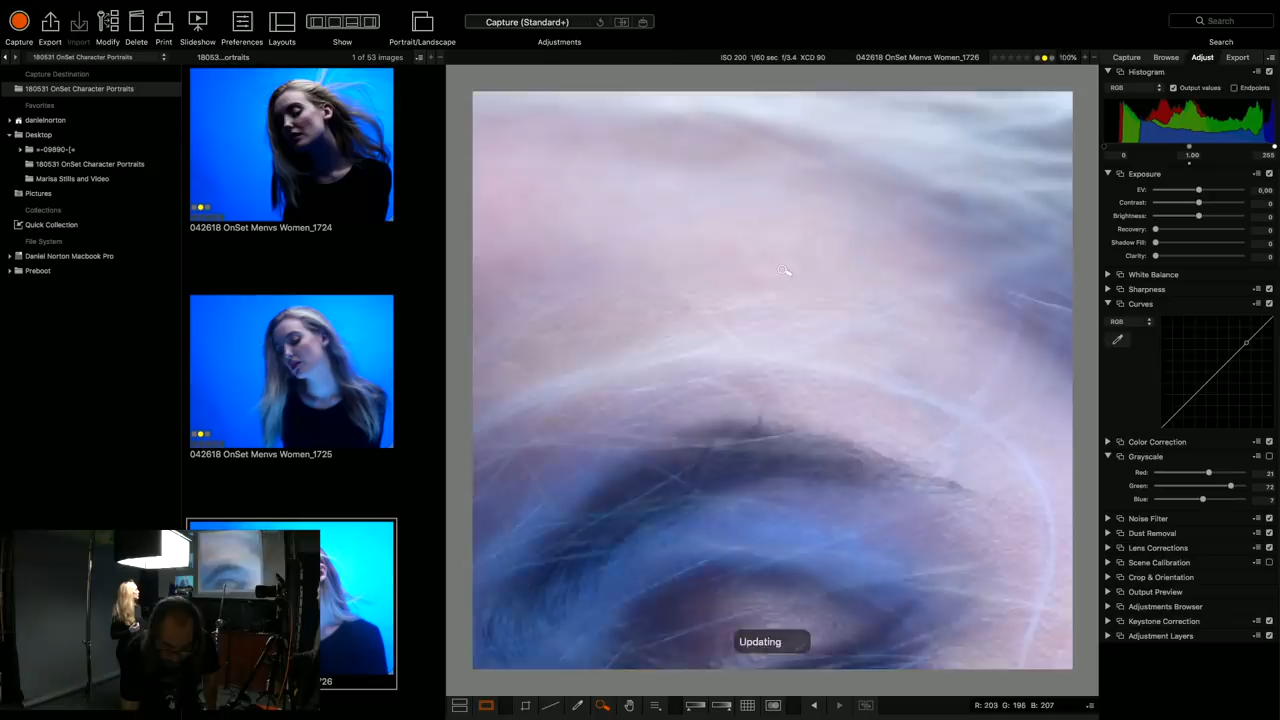 Capture (Standard+)
Search
Capture Export Import Modify Delete Print Slideshow Preferences Layouts Show Portrait/Landscape Adjustments Search
180531 OnSet Character Portraits
18053...ortraits
1 of 53 images
ISO 200 1/60 sec f/3.4 XCD 90
042618 OnSet Menvs Women_1726
100%
Capture Browse Adjust Export
Capture Destination
180531 OnSet Character Portraits
Favorites
danielnorton
Desktop
180531 OnSet Character Portraits
Marisa Stills and Video
Pictures
Collections
Quick Collection
File System
Daniel Norton Macbook Pro
Preboot
042618 OnSet Menvs Women_1724
042618 OnSet Menvs Women_1725
Updating
Histogram
RGB Output values Endpoints
0 1.00 255
Exposure
EV: 0,00
Contrast: 0
Brightness: 0
Recovery: 0
Shadow Fill: 0
Clarity: 0
White Balance
Sharpness
Curves
RGB
Color Correction
Grayscale
Red: 21
Green: 72
Blue: 7
Noise Filter
Dust Removal
Lens Corrections
Scene Calibration
Crop & Orientation
Output Preview
Adjustments Browser
Keystone Correction
Adjustment Layers
R: 203 G: 196 B: 207